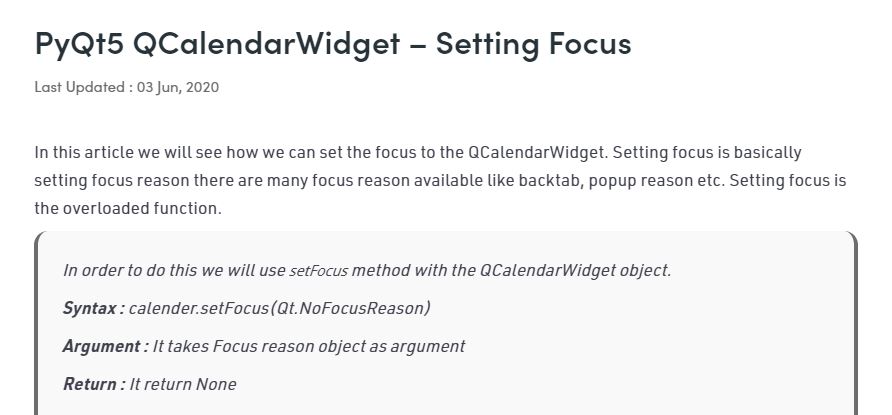 PyQt5 QCalendarWidget – Setting Focus
Last Updated : 03 Jun, 2020
In this article we will see how we can set the focus to the QCalendarWidget. Setting focus is basically
setting focus reason there are many focus reason available like backtab, popup reason etc. Setting focus is
the overloaded function.
In order to do this we will use setFocus method with the QCalendarWidget object.
Syntax : calender.setFocus(Qt.NoFocusReason)
Argument : It takes Focus reason object as argument
Return : It return None